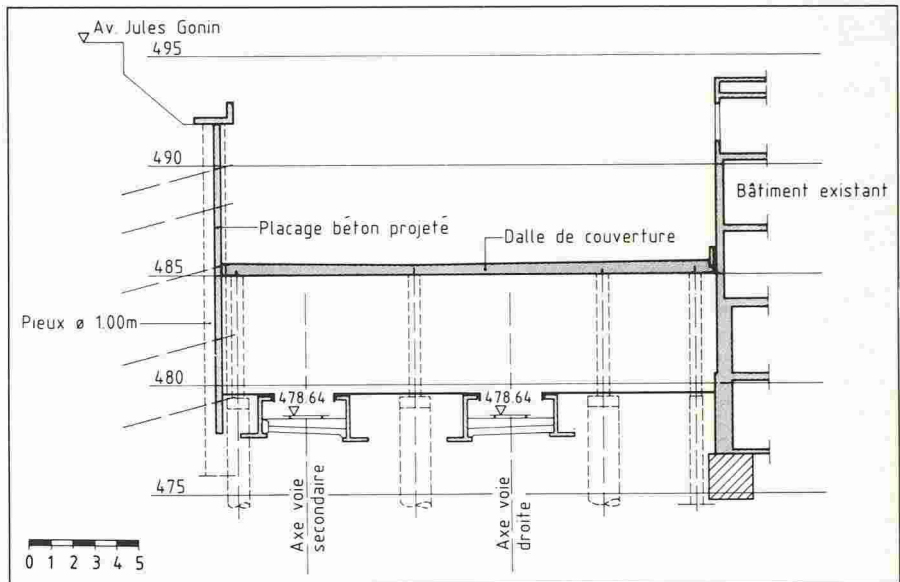 Av. Jules Gonin
495
490
Bâtiment existant
Placage béton projeté
Dalle de couverture
485
Pieux ø 1.00m
480
478.64
478.64
475
Axe voie
secondaire
Axe voie
droite
0 1 2 3 4 5